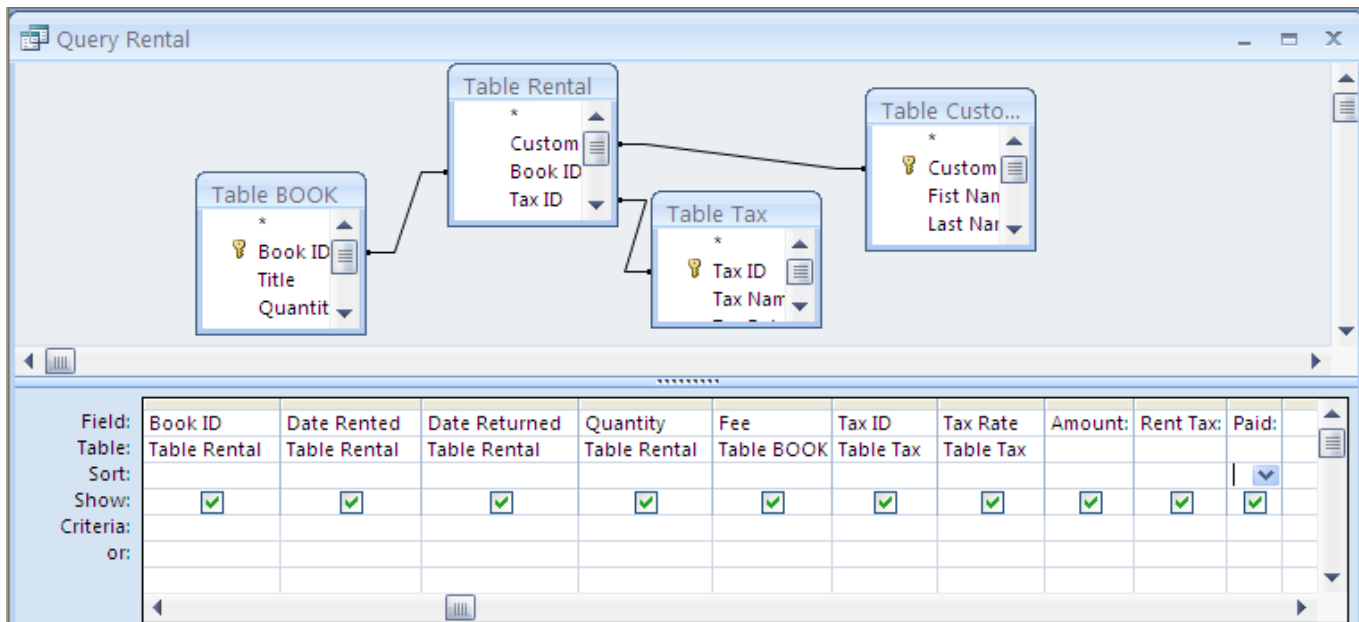 Query Rental
Table Rental
*
Custom
Book ID
Tax ID
Table Custo...
*
Custom
Fist Nan
Last Nar
Table BOOK
*
Book ID
Title
Quantit
Table Tax
*
Tax ID
Tax Nam
Field: Book ID Date Rented Date Returned Quantity Fee Tax ID Tax Rate Amount: Rent Tax: Paid:
Table: Table Rental Table Rental Table Rental Table Rental Table BOOK Table Tax Table Tax
Sort:
Show:
Criteria:
or: